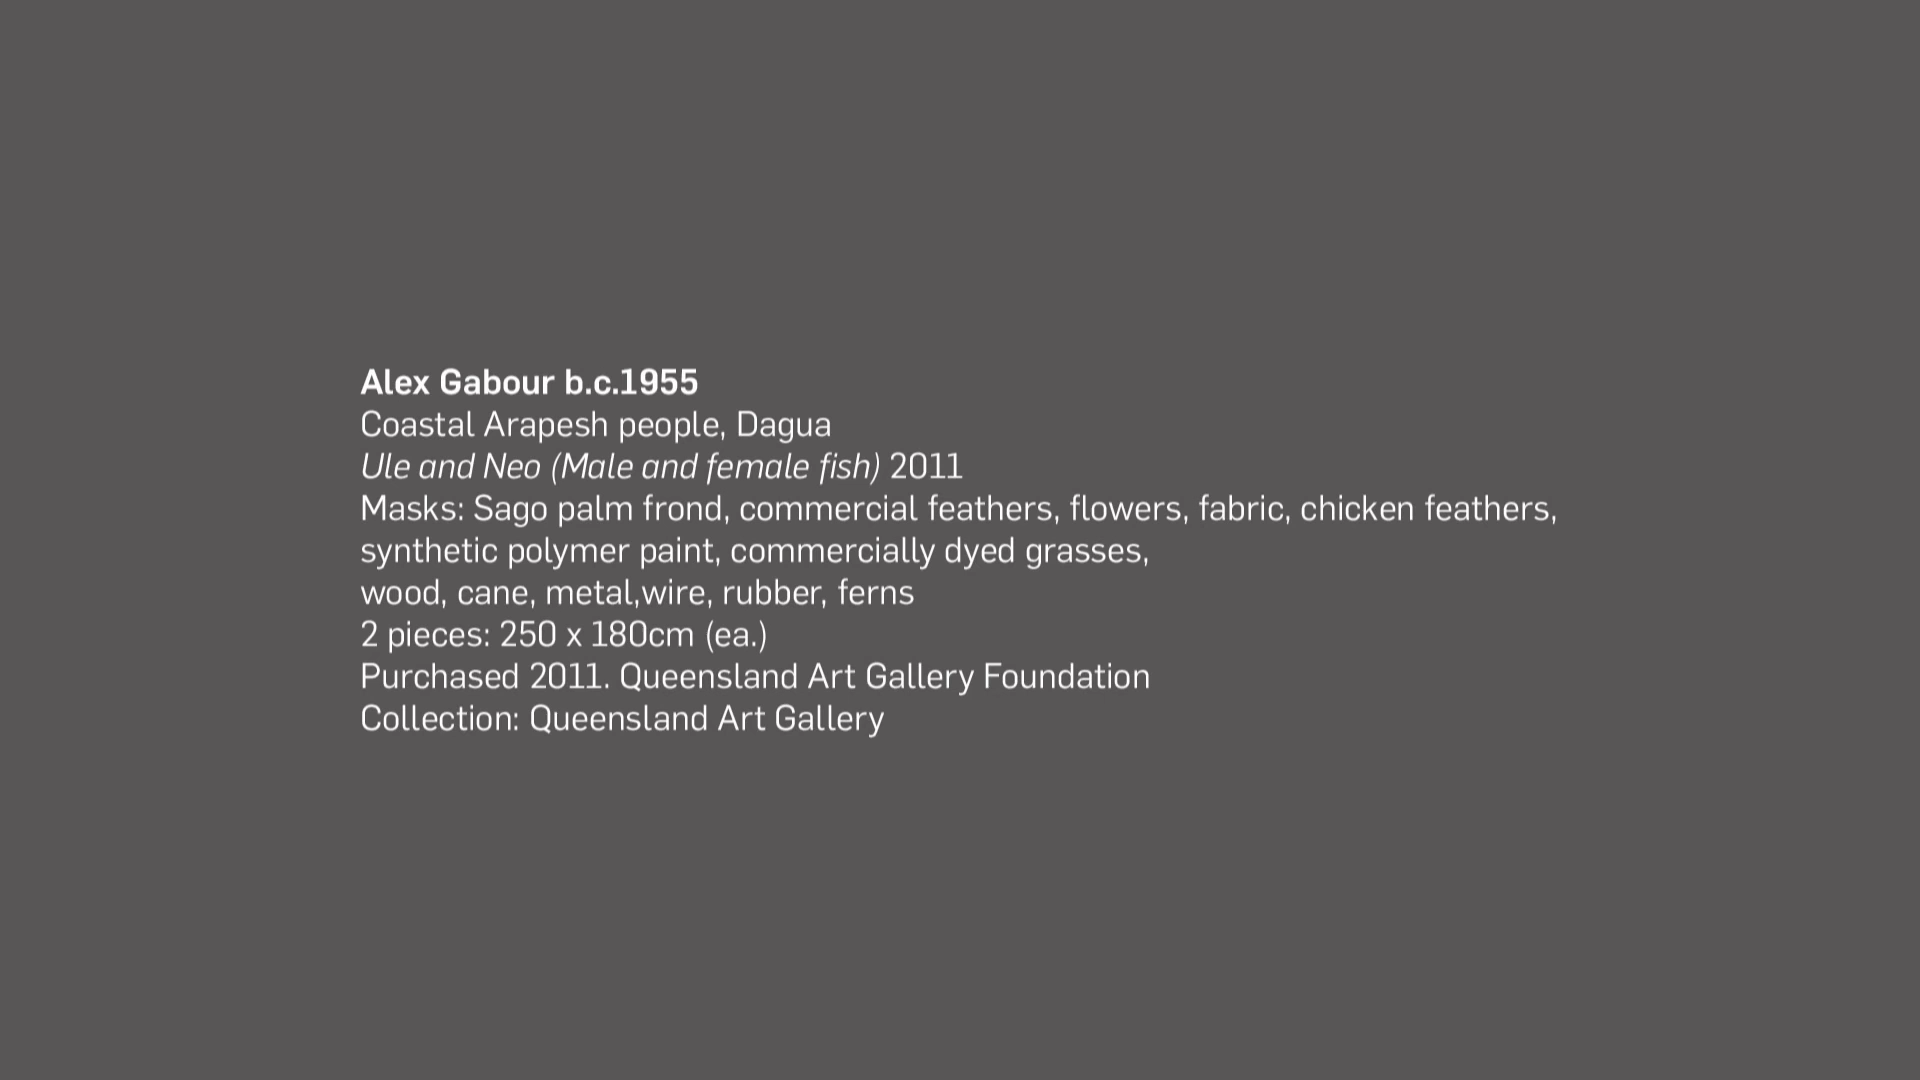 Alex Gabour b.c.1955
Coastal Arapesh people, Dagua
Ule and Neo (Male and female fish) 2011
Masks: Sago palm frond, commercial feathers, flowers, fabric, chicken feathers,
synthetic polymer paint, commercially dyed grasses,
wood, cane, metal,wire, rubber, ferns
2 pieces: 250 x 180cm (ea.)
Purchased 2011. Queensland Art Gallery Foundation
Collection: Queensland Art Gallery